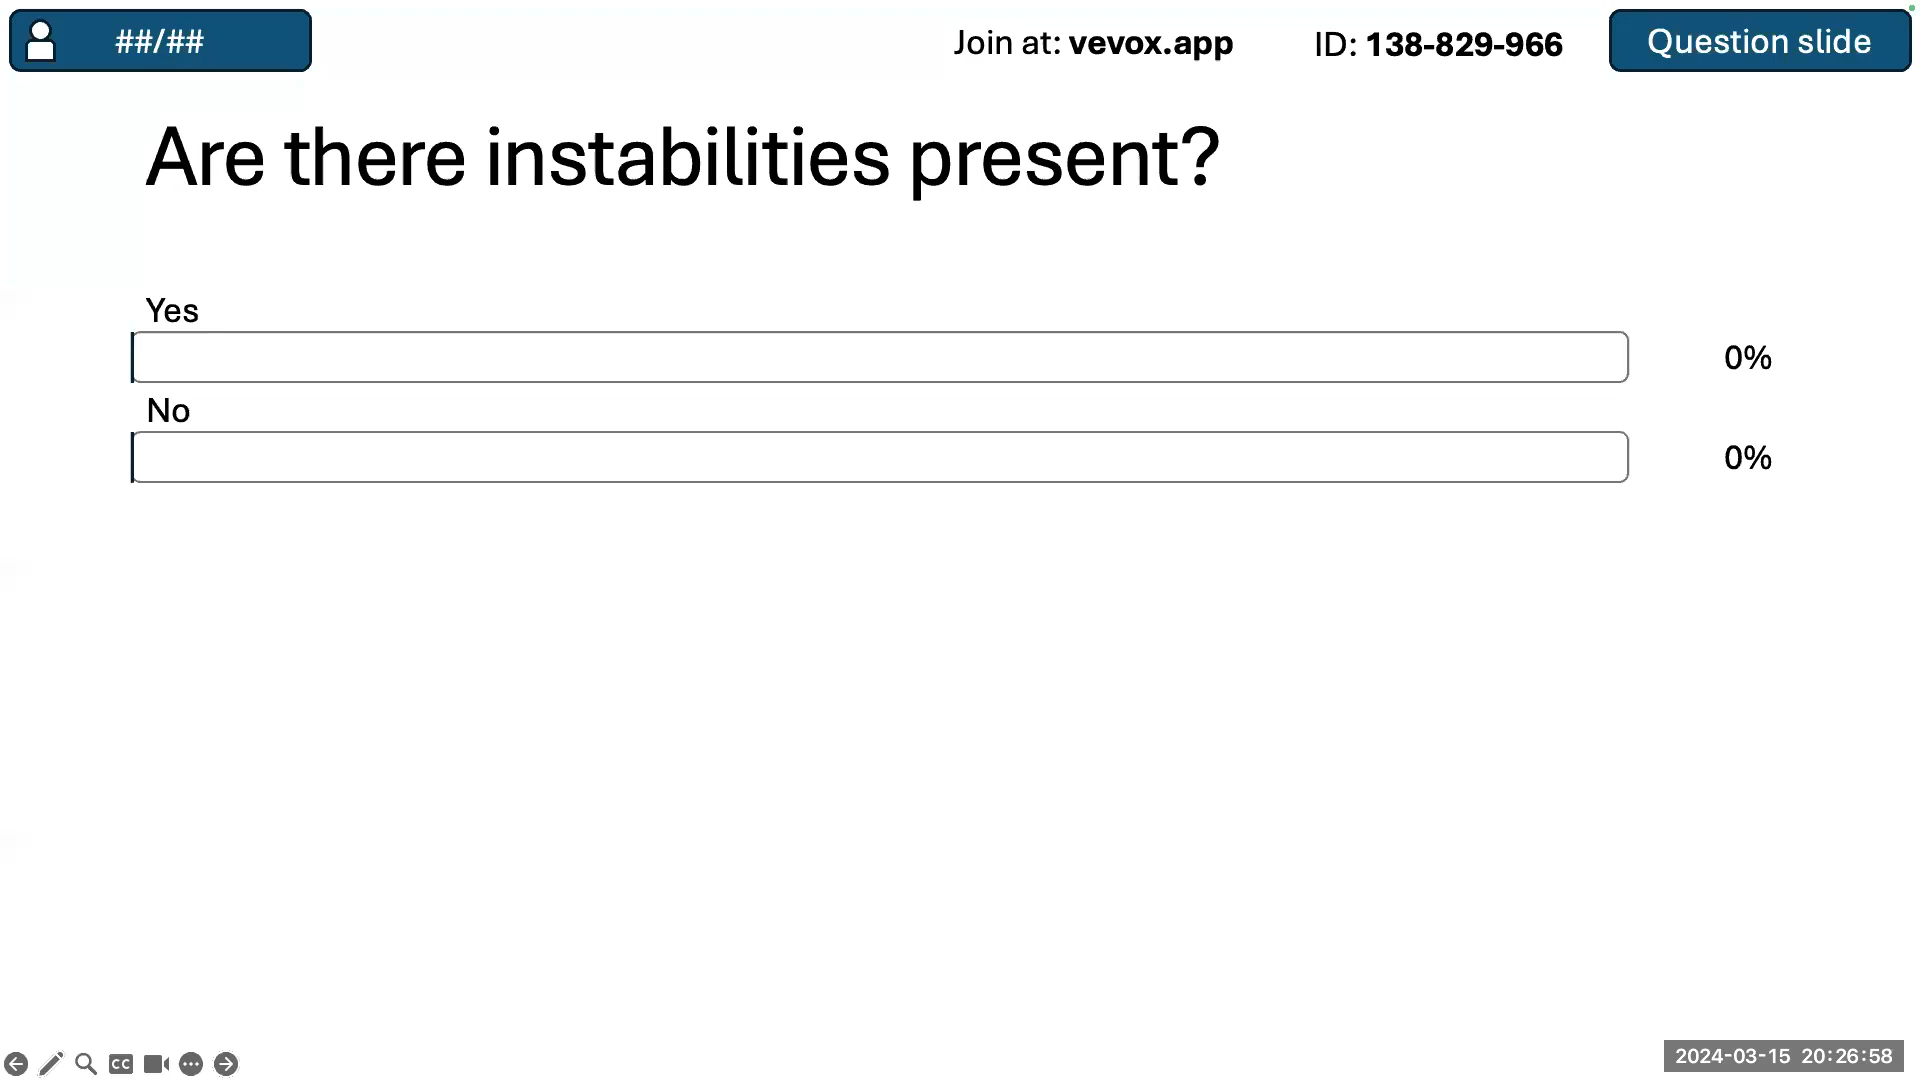 ##/##
Join at: vevox.app
ID: 138-829-966
Question slide
Are there instabilities present?
Yes
0%
No
0%
CC
2024-03-15 20:26:58